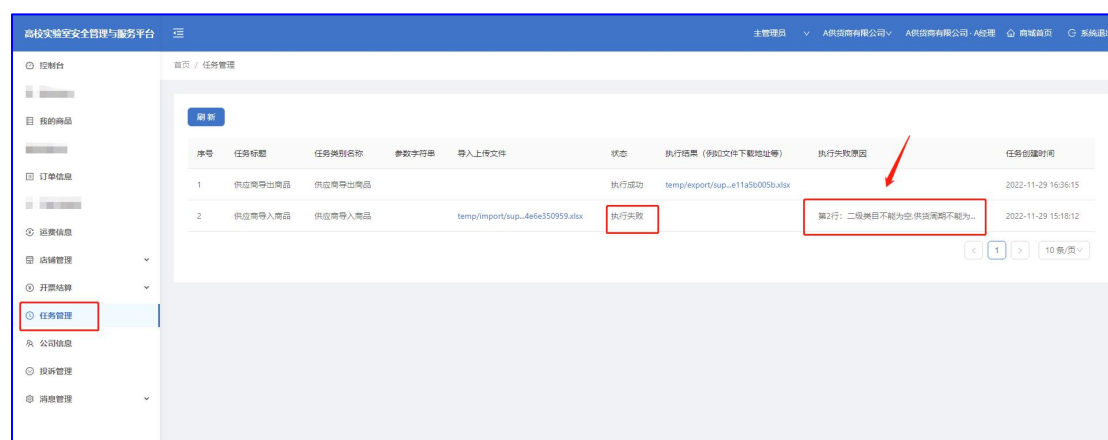 高校实验室安全管理与服务平台
主管理员 A供货商有限公司 A供货商有限公司 · A经理 商城首页 系统退出
控制台
首页 / 任务管理
我的商品
刷新
序号 任务标题 任务类别名称 参数字符串 导入上传文件 状态 执行结果（例如文件下载地址等） 执行失败原因 任务创建时间
订单信息
1 供应商导出商品 供应商导出商品 执行成功 temp/export/sup...e11a5b005b.xlsx 2022-11-29 16:36:15
2 供应商导入商品 供应商导入商品 temp/import/sup...4e6e350959.xlsx 执行失败 第2行：二级类目不能为空.供货周期不能为... 2022-11-29 15:18:12
运费信息
1 10 条/页
店铺管理
开票结算
任务管理
公司信息
投诉管理
消息管理